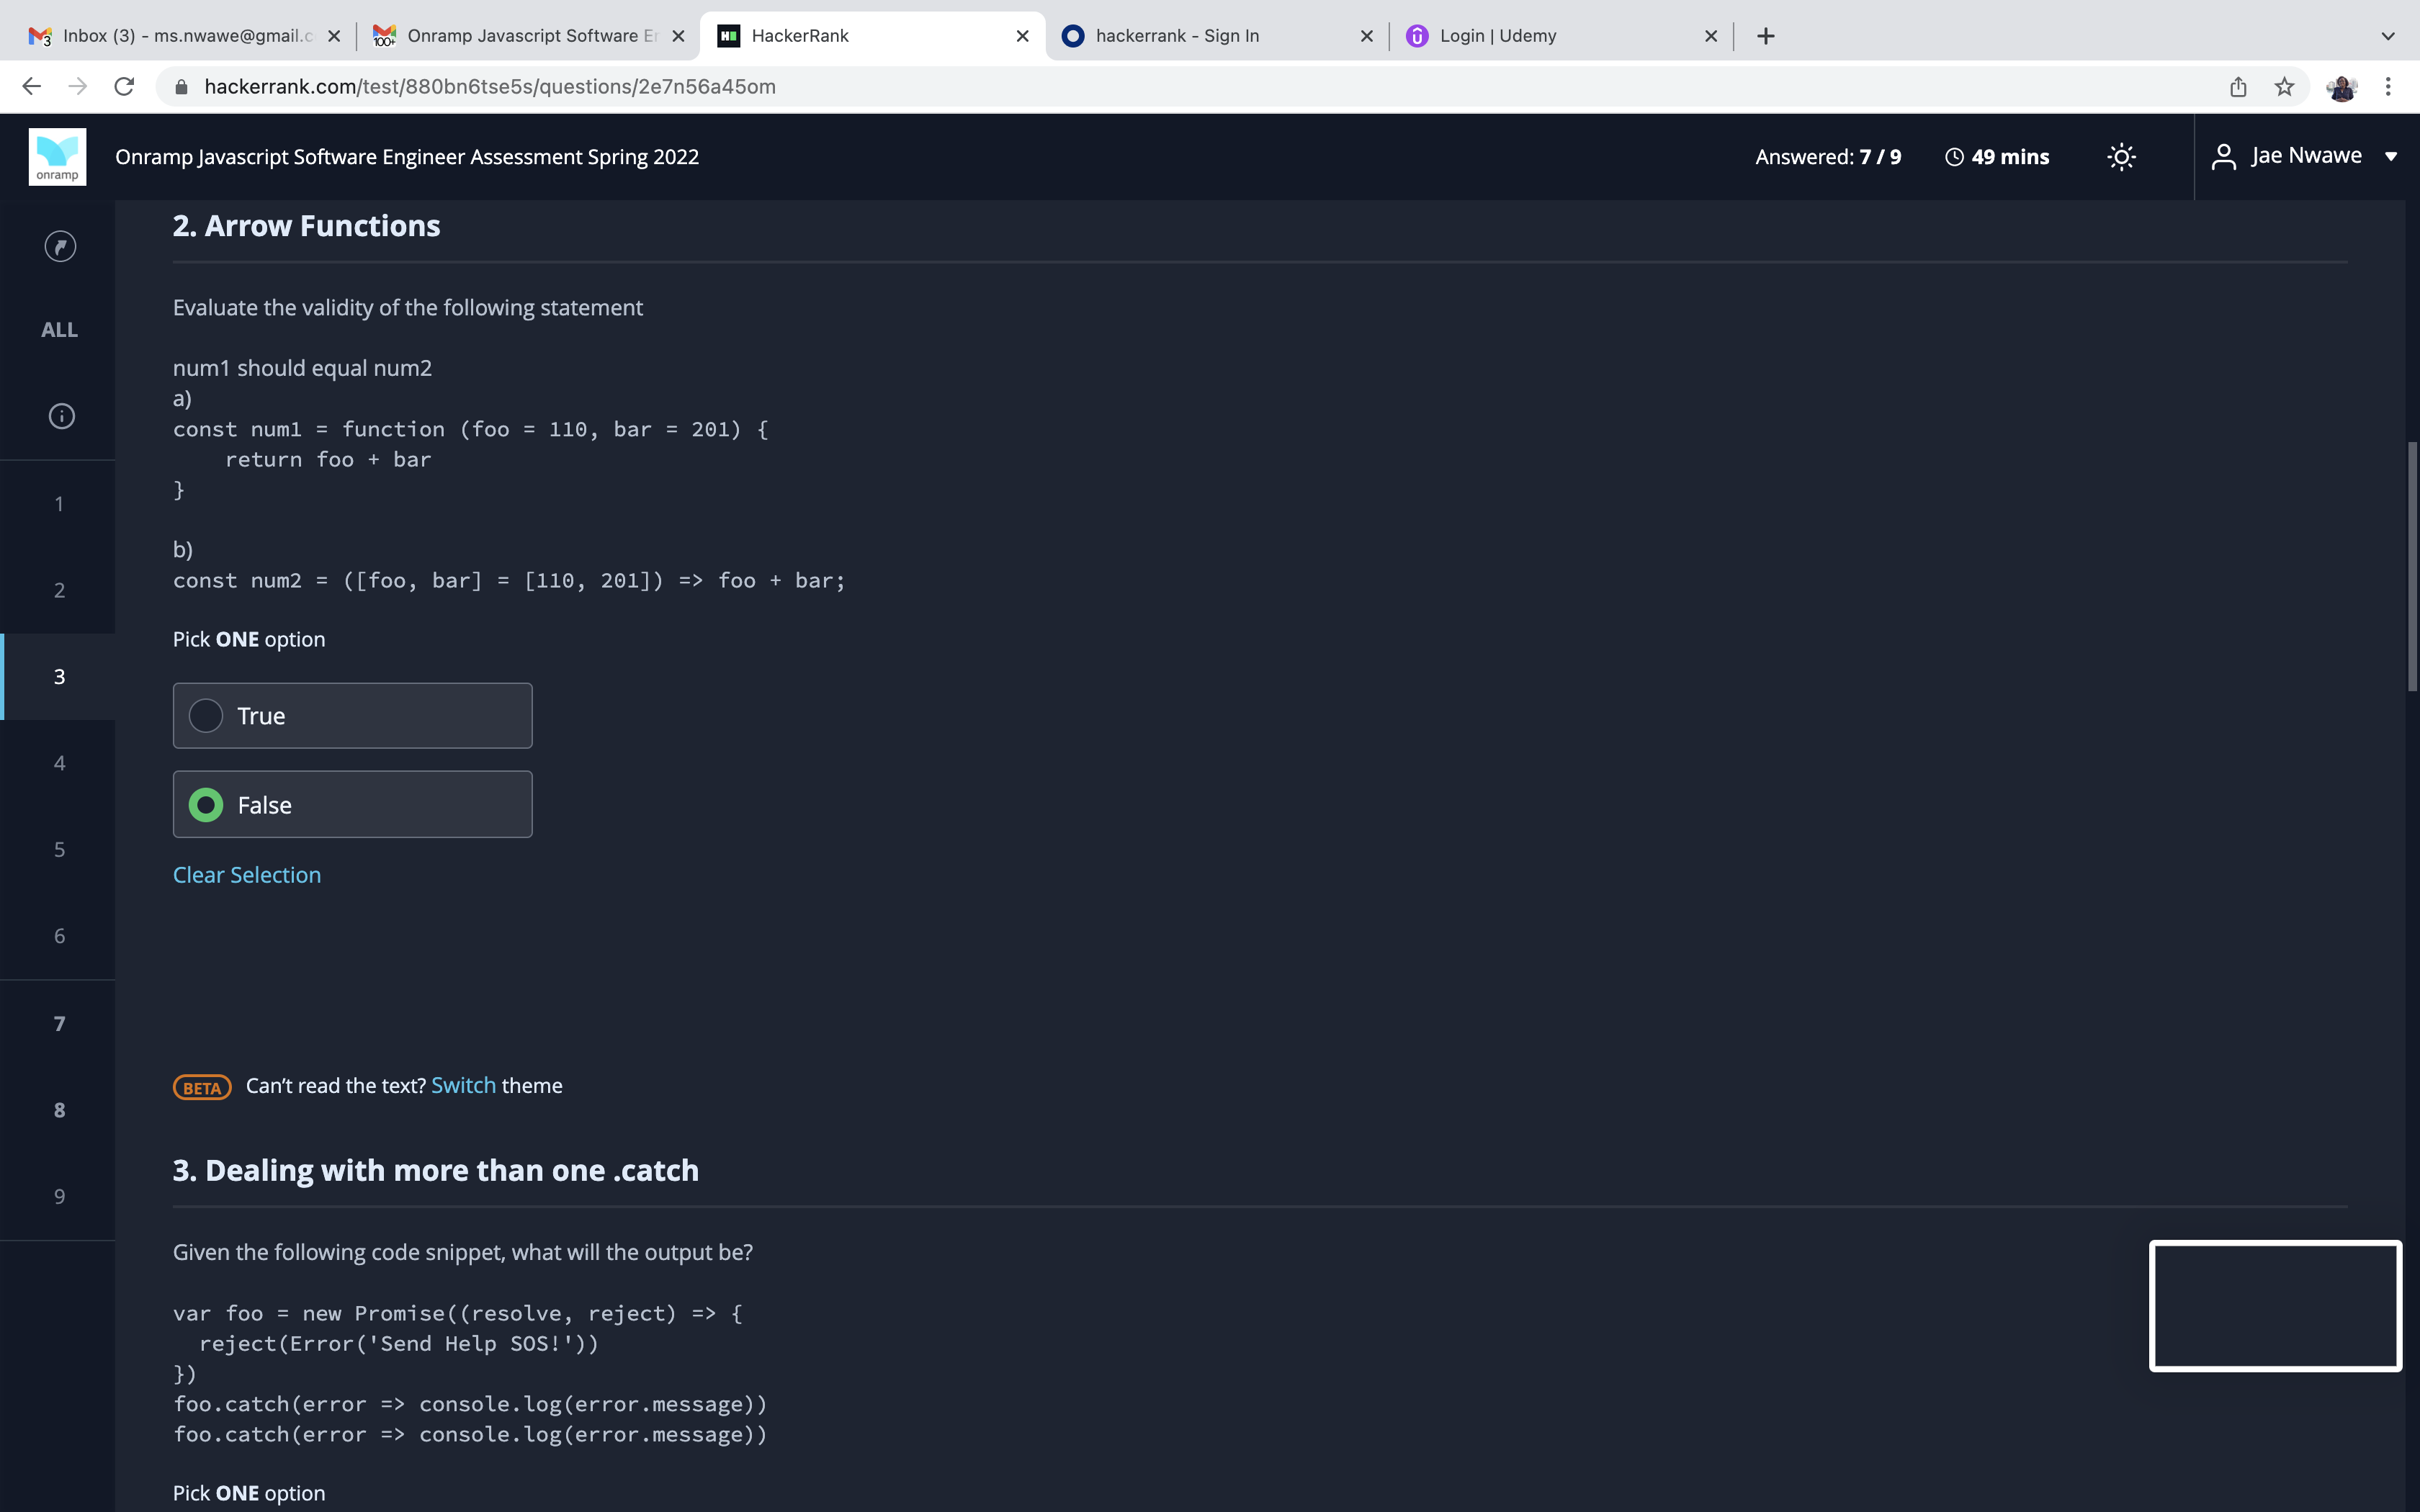 Inbox (3) - ms.nwawe@gmail.c
Onramp Javascript Software Er
HackerRank
hackerrank - Sign In
Login | Udemy
hackerrank.com/test/880bn6tse5s/questions/2e7n56a45om
onramp
Onramp Javascript Software Engineer Assessment Spring 2022
Answered: 7 / 9
49 mins
Jae Nwawe
ALL
1
2
3
4
5
6
7
8
9
2. Arrow Functions
Evaluate the validity of the following statement
num1 should equal num2
a)
const num1 = function (foo = 110, bar = 201) {
    return foo + bar
}
b)
const num2 = ([foo, bar] = [110, 201]) => foo + bar;
Pick ONE option
True
False
Clear Selection
BETA Can't read the text? Switch theme
3. Dealing with more than one .catch
Given the following code snippet, what will the output be?
var foo = new Promise((resolve, reject) => {
  reject(Error('Send Help SOS!'))
})
foo.catch(error => console.log(error.message))
foo.catch(error => console.log(error.message))
Pick ONE option